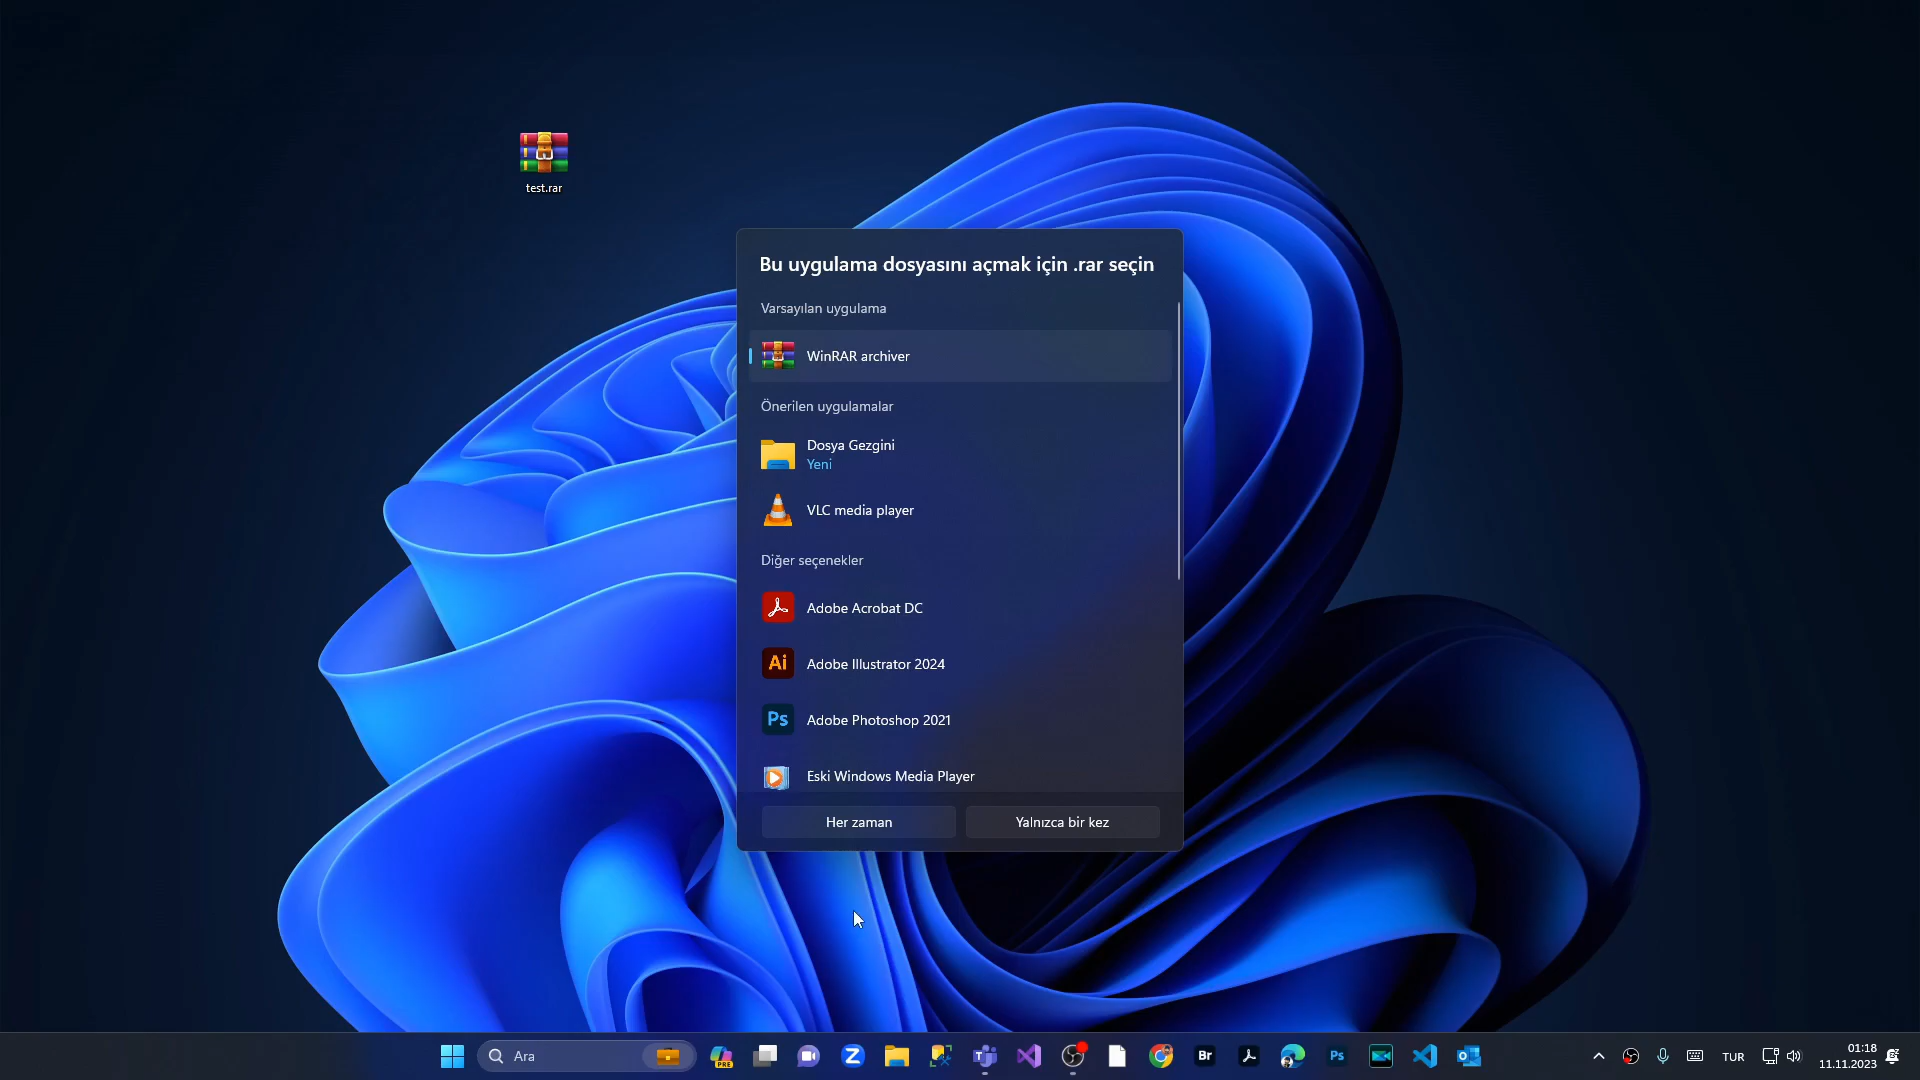 test.rar
Bu uygulama dosyasını açmak için .rar seçin
Varsayılan uygulama
WinRAR archiver
Önerilen uygulamalar
Dosya Gezgini
Yeni
VLC media player
Diğer seçenekler
Adobe Acrobat DC
Ai
Adobe Illustrator 2024
Ps
Adobe Photoshop 2021
Eski Windows Media Player
Her zaman
Yalnızca bir kez
Ara
PRE
Z
T
Br
Ps
TUR
01:18
11.11.2023